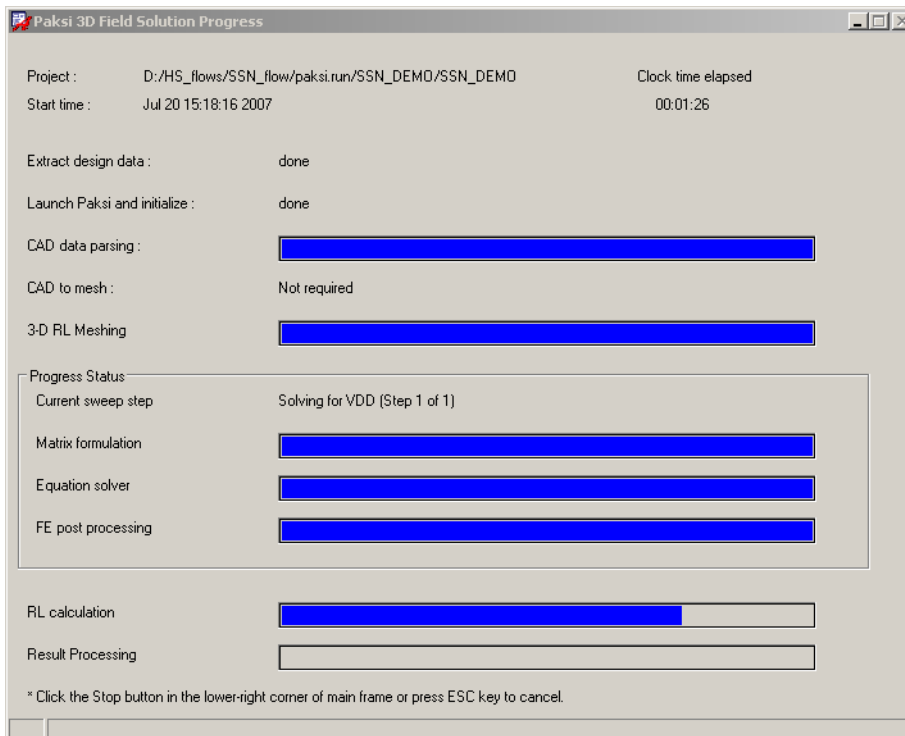 Paksi 3D Field Solution Progress
Project : D:/HS_flows/SSN_flow/paksi.run/SSN_DEMO/SSN_DEMO Clock time elapsed
Start time : Jul 20 15:18:16 2007 00:01:26
Extract design data : done
Launch Paksi and initialize : done
CAD data parsing :
CAD to mesh : Not required
3-D RL Meshing
Progress Status
Current sweep step Solving for VDD (Step 1 of 1)
Matrix formulation
Equation solver
FE post processing
RL calculation
Result Processing
* Click the Stop button in the lower-right corner of main frame or press ESC key to cancel.